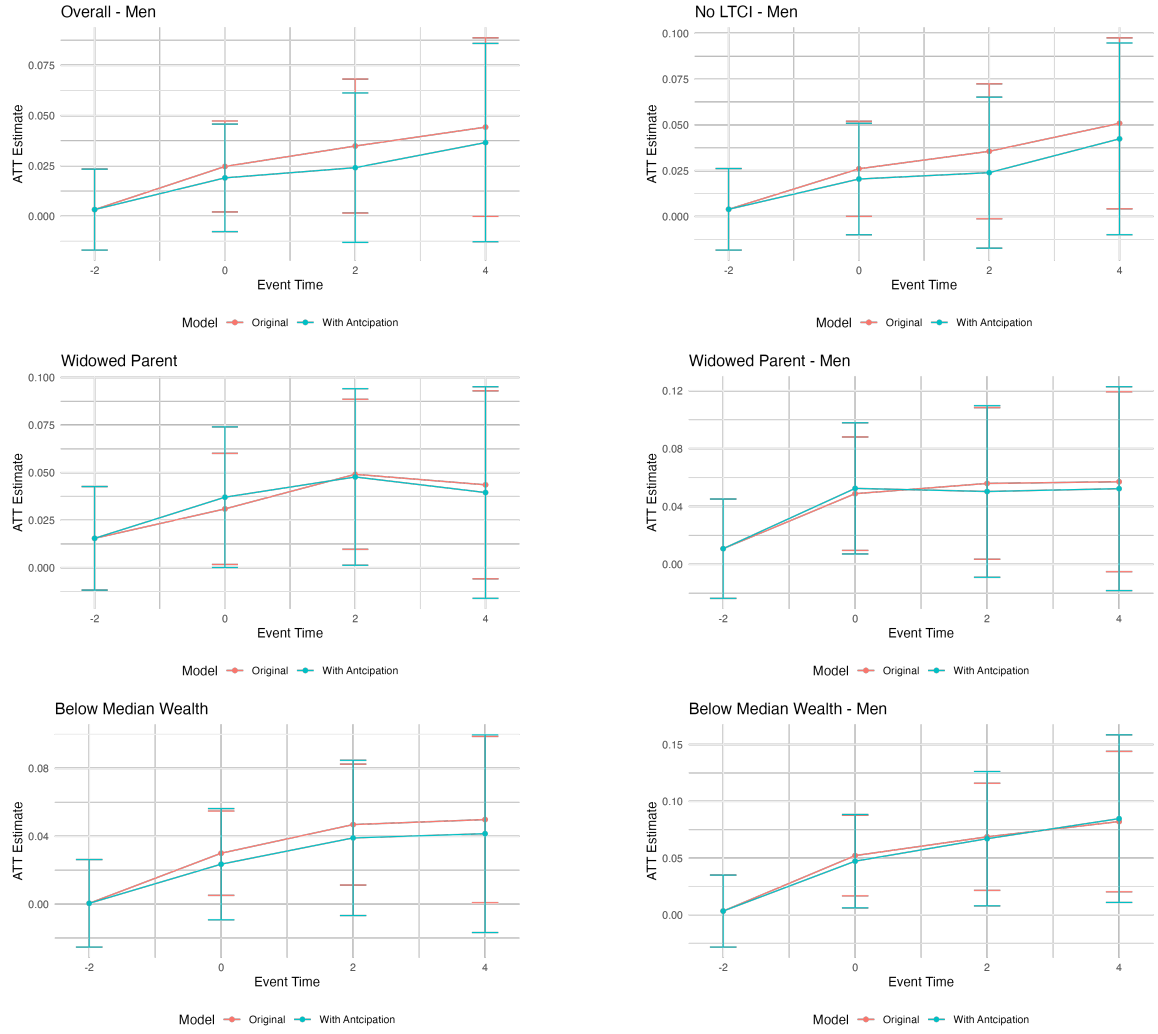 Overall - Men
ATT Estimate
0.075
0.050
0.025
0.000
-2 0 2 4
Event Time
Model Original With Antcipation
No LTCI - Men
ATT Estimate
0.100
0.075
0.050
0.025
0.000
-2 0 2 4
Event Time
Model Original With Antcipation
Widowed Parent
ATT Estimate
0.100
0.075
0.050
0.025
0.000
-2 0 2 4
Event Time
Model Original With Antcipation
Widowed Parent - Men
ATT Estimate
0.12
0.08
0.04
0.00
-2 0 2 4
Event Time
Model Original With Antcipation
Below Median Wealth
ATT Estimate
0.08
0.04
0.00
-2 0 2 4
Event Time
Model Original With Antcipation
Below Median Wealth - Men
ATT Estimate
0.15
0.10
0.05
0.00
-2 0 2 4
Event Time
Model Original With Antcipation